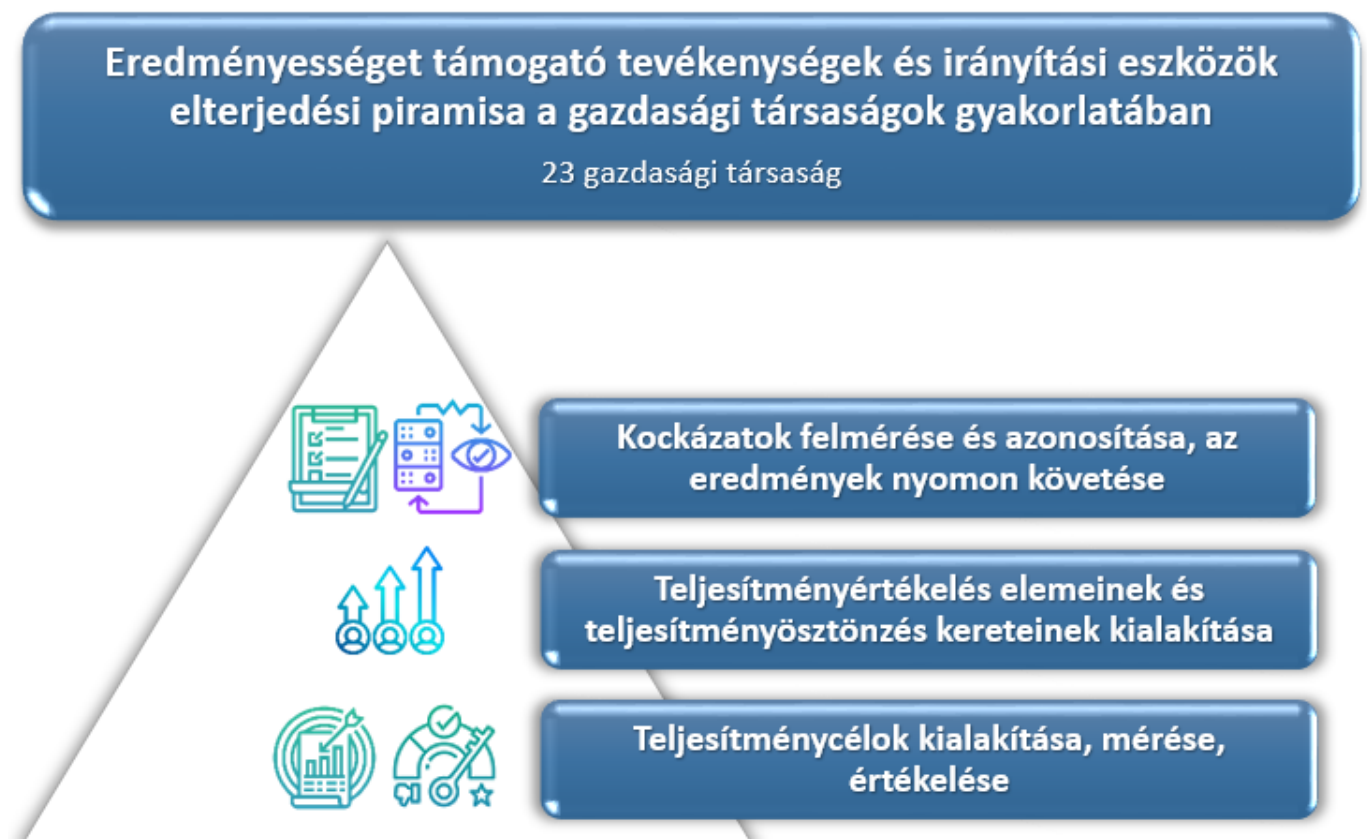 Eredményességet támogató tevékenységek és irányítási eszközök
elterjedési piramisa a gazdasági társaságok gyakorlatában
23 gazdasági társaság
Kockázatok felmérése és azonosítása, az
eredmények nyomon követése
Teljesítményértékelés elemeinek és
teljesítményösztönzés kereteinek kialakítása
Teljesítménycélok kialakítása, mérése,
értékelése